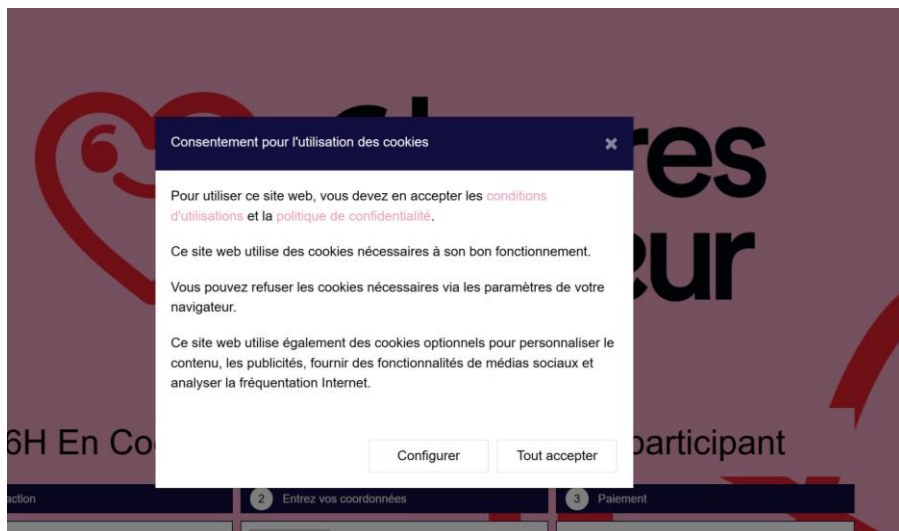 6
res
eur
Consentement pour l'utilisation des cookies
Pour utiliser ce site web, vous devez en accepter les conditions
d'utilisations et la politique de confidentialité.
Ce site web utilise des cookies nécessaires à son bon fonctionnement.
Vous pouvez refuser les cookies nécessaires via les paramètres de votre
navigateur.
Ce site web utilise également des cookies optionnels pour personnaliser le
contenu, les publicités, fournir des fonctionnalités de médias sociaux et
analyser la fréquentation Internet.
Configurer Tout accepter
6H En Co participant
action 2 Entrez vos coordonnées 3 Paiement